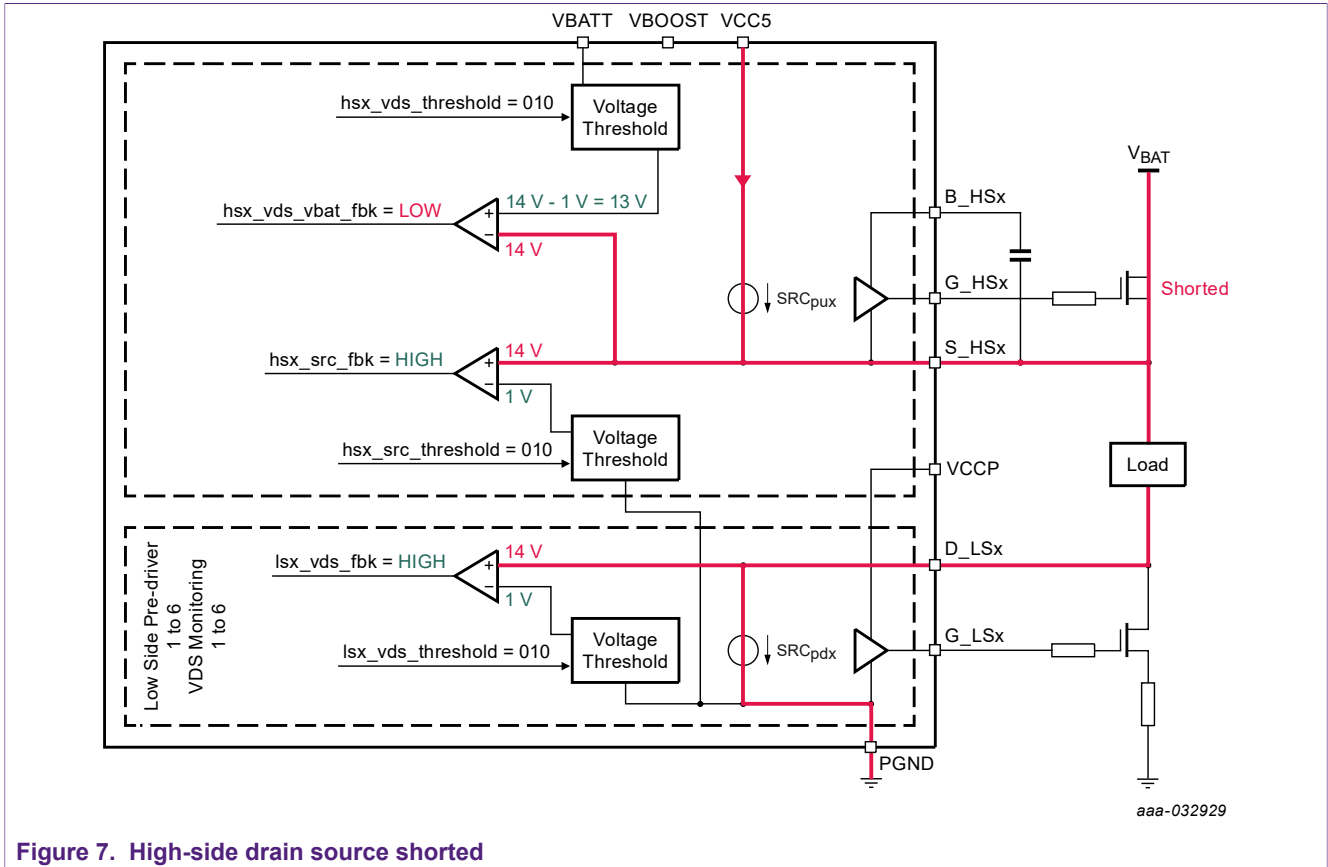 VBATT VBOOST VCC5
hsx_vds_threshold = 010
Voltage
Threshold
VBAT
B_HSx
14 V - 1 V = 13 V
hsx_vds_vbat_fbk = LOW
+
−
14 V
G_HSx
SRCpux
Shorted
S_HSx
14 V
hsx_src_fbk = HIGH
+
−
1 V
Voltage
Threshold
hsx_src_threshold = 010
VCCP
Load
Low Side Pre-driver
1 to 6
VDS Monitoring
1 to 6
14 V
D_LSx
lsx_vds_fbk = HIGH
+
−
1 V
G_LSx
Voltage
Threshold
SRCpdx
lsx_vds_threshold = 010
PGND
aaa-032929
Figure 7. High-side drain source shorted